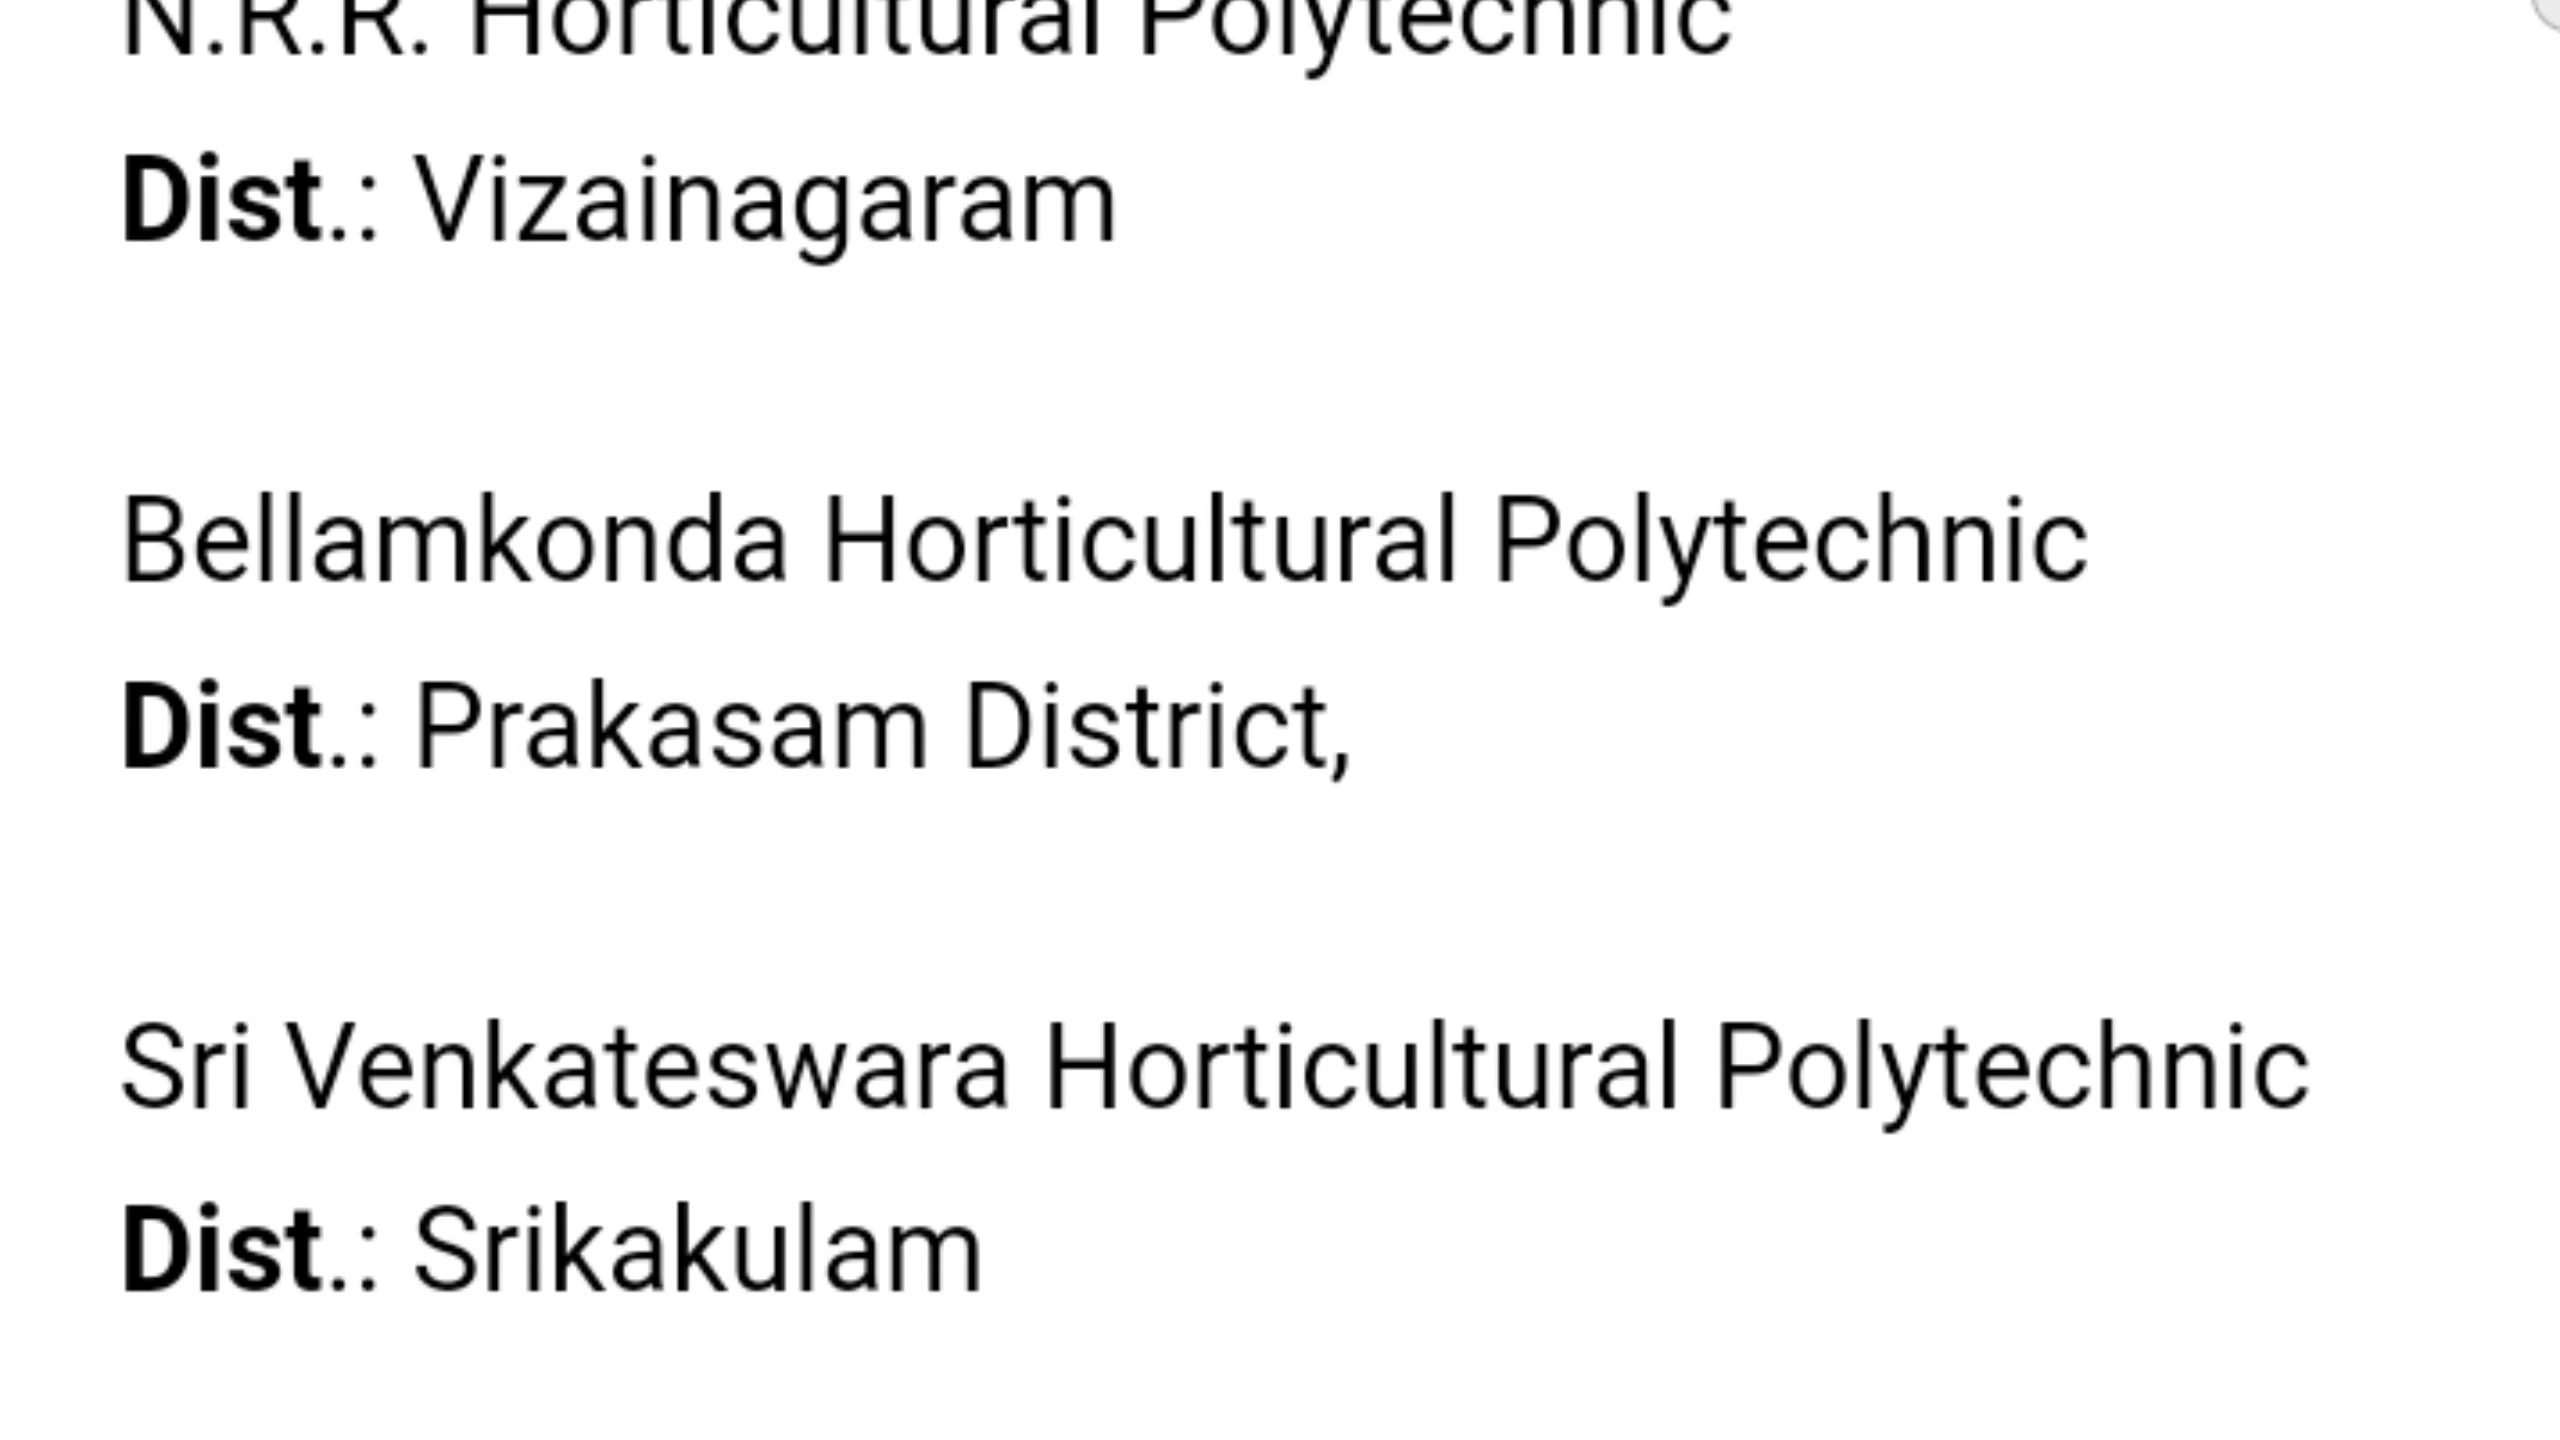 N.R.R. Horticultural Polytechnic
Dist.: Vizainagaram
Bellamkonda Horticultural Polytechnic
Dist.: Prakasam District,
Sri Venkateswara Horticultural Polytechnic
Dist.: Srikakulam